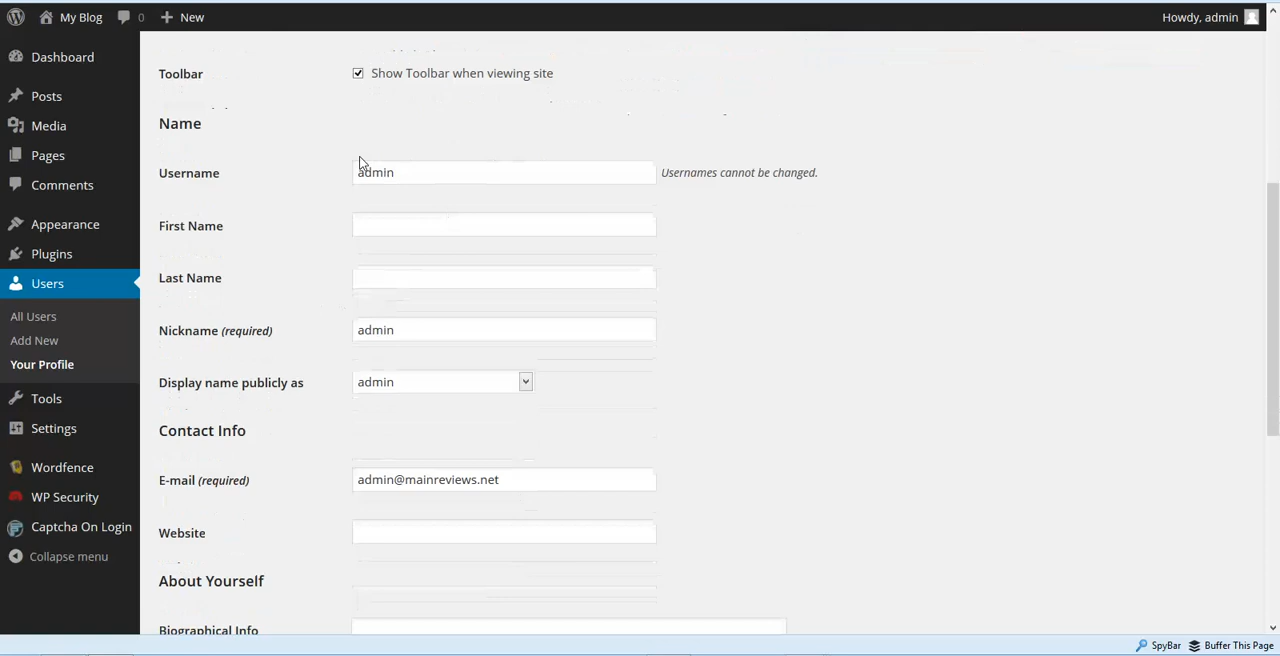 My Blog 0 New Howdy, admin
Dashboard
Posts
Media
Pages
Comments
Appearance
Plugins
Users
All Users
Add New
Your Profile
Tools
Settings
Wordfence
WP Security
Captcha On Login
Collapse menu
Toolbar Show Toolbar when viewing site
Name
Username admin Usernames cannot be changed.
First Name
Last Name
Nickname (required) admin
Display name publicly as admin
Contact Info
E-mail (required) admin@mainreviews.net
Website
About Yourself
Biographical Info
SpyBar Buffer This Page